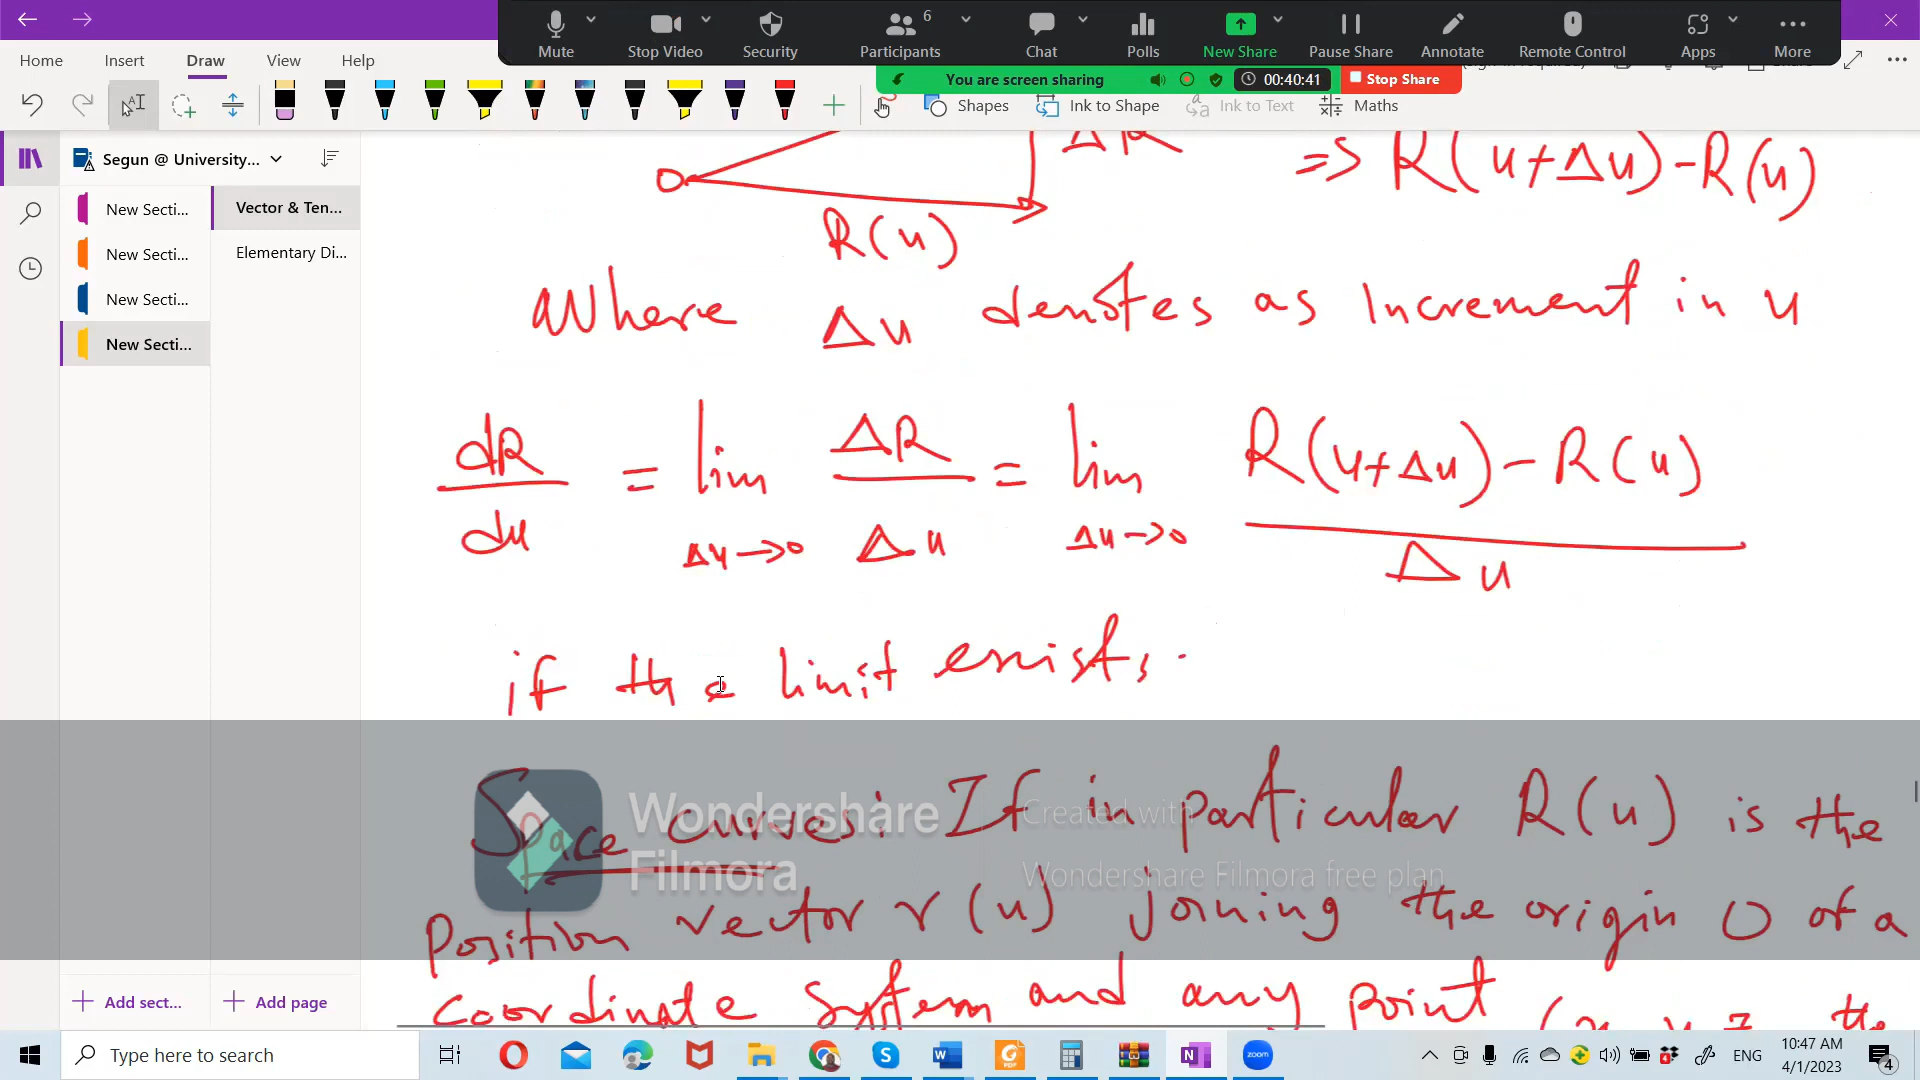 Mute
Stop Video
Security
Participants 6
Chat
Polls
New Share
Pause Share
Annotate
Remote Control
Apps
More
Home Insert Draw View Help
You are screen sharing 00:40:41 Stop Share
Shapes Ink to Shape Ink to Text Maths
Segun @ University...
New Secti...
New Secti...
New Secti...
New Secti...
Vector & Ten...
Elementary Di...
O ΔR => R(u+Δu)-R(u)
R(u)
Where Δu denotes as Increment in u
dR/du = lim Δu→0 ΔR/Δu = lim Δu→0 R(u+Δu)-R(u)/Δu
if the limit exists.
Space curves: If in particular R(u) is the
Position vector r(u) joining the origin O of a
coordinate system and any point
Wondershare
Filmora
Created with
Wondershare Filmora free plan
Add sect...
Add page
Type here to search
zoom
ENG
10:47 AM
4/1/2023
4